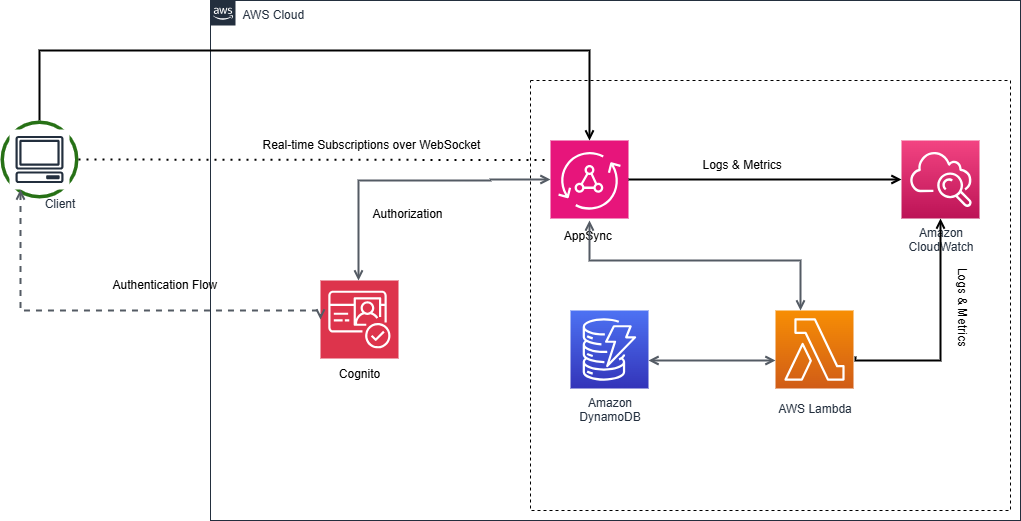 aws
AWS Cloud
Real-time Subscriptions over WebSocket
Logs & Metrics
Client
Authorization
AppSync
Amazon
CloudWatch
Logs & Metrics
Authentication Flow
Cognito
Amazon
DynamoDB
AWS Lambda